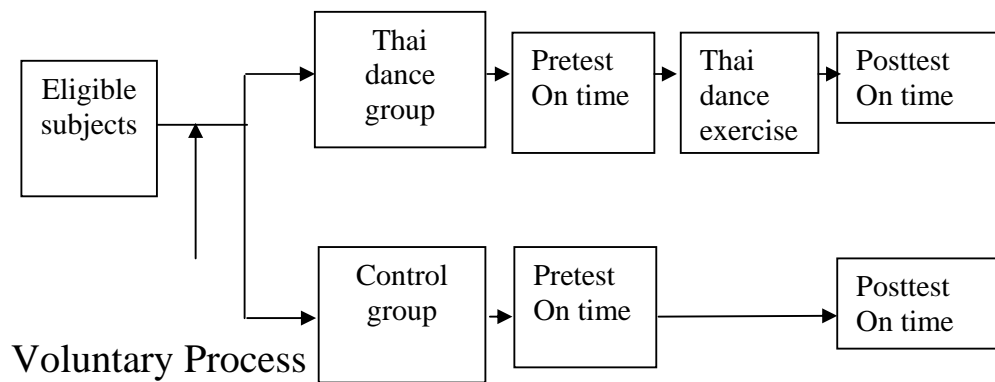 Eligible
subjects
Thai
dance
group
Pretest
On time
Thai
dance
exercise
Posttest
On time
Control
group
Pretest
On time
Posttest
On time
Voluntary Process